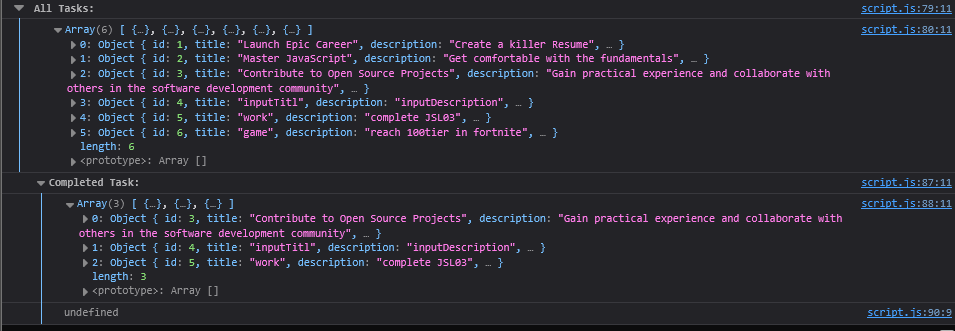 All Tasks: script.js:79:11
Array(6) [ {…}, {…}, {…}, {…}, {…}, {…} ] script.js:80:11
0: Object { id: 1, title: "Launch Epic Career", description: "Create a killer Resume", … }
1: Object { id: 2, title: "Master JavaScript", description: "Get comfortable with the fundamentals", … }
2: Object { id: 3, title: "Contribute to Open Source Projects", description: "Gain practical experience and collaborate with
others in the software development community", … }
3: Object { id: 4, title: "inputTitl", description: "inputDescription", … }
4: Object { id: 5, title: "work", description: "complete JSL03", … }
5: Object { id: 6, title: "game", description: "reach 100tier in fortnite", … }
length: 6
<prototype>: Array []
Completed Task: script.js:87:11
Array(3) [ {…}, {…}, {…} ] script.js:88:11
0: Object { id: 3, title: "Contribute to Open Source Projects", description: "Gain practical experience and collaborate with
others in the software development community", … }
1: Object { id: 4, title: "inputTitl", description: "inputDescription", … }
2: Object { id: 5, title: "work", description: "complete JSL03", … }
length: 3
<prototype>: Array []
undefined script.js:90:9